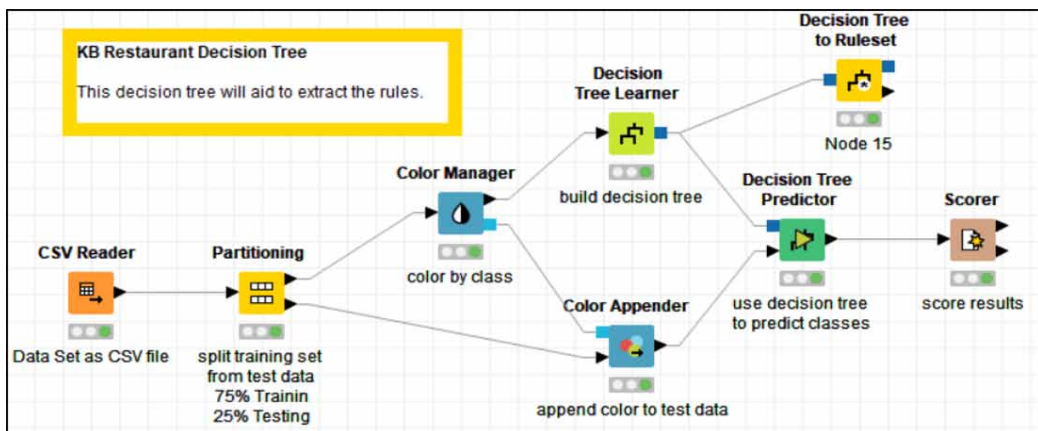 KB Restaurant Decision Tree
This decision tree will aid to extract the rules.
Decision Tree
to Ruleset
Node 15
Decision
Tree Learner
build decision tree
Color Manager
color by class
Decision Tree
Predictor
use decision tree
to predict classes
Scorer
score results
CSV Reader
Data Set as CSV file
Partitioning
split training set
from test data
75% Trainin
25% Testing
Color Appender
append color to test data